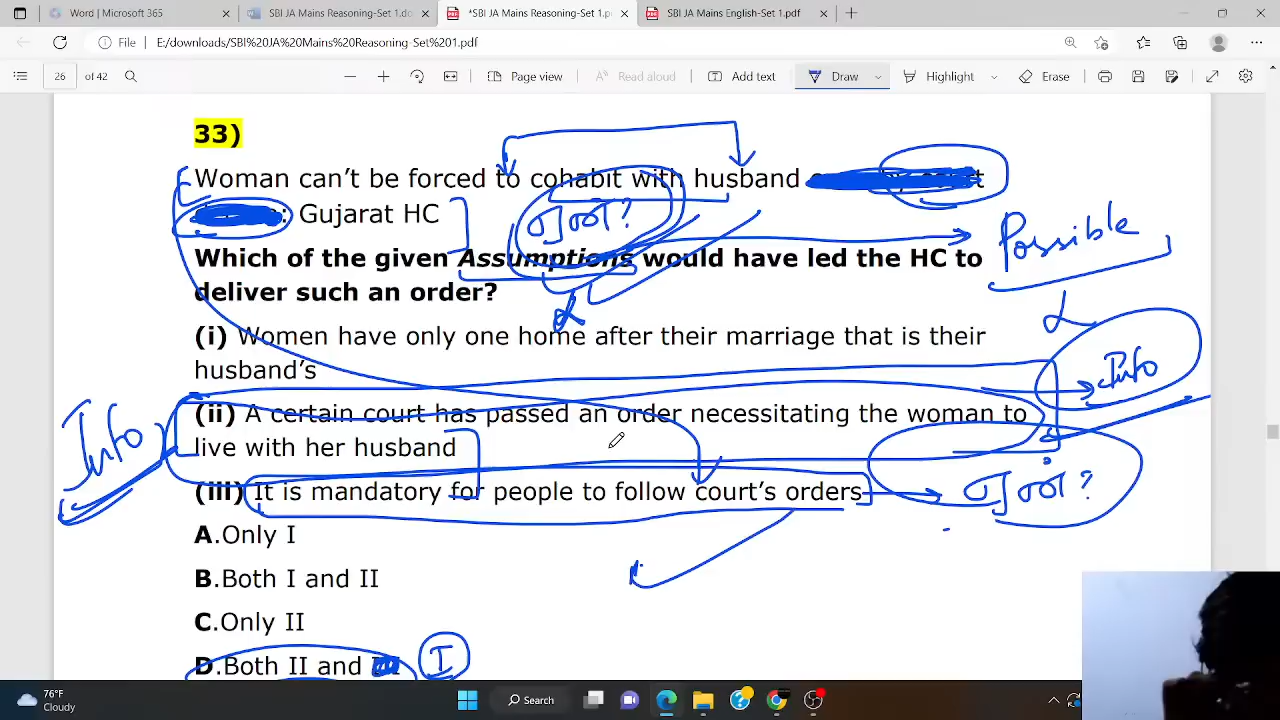 Word | Microsoft 365
SBI JA Mains Reasoning-Set 1.do
*SBI JA Mains Reasoning-Set 1.p
SBI JA Mains English-Set 1.pdf
File E:/downloads/SBI%20JA%20Mains%20Reasoning-Set%201.pdf
26 of 42
Page view
Read aloud
Add text
Draw
Highlight
Erase
33)
Woman can't be forced to cohabit with husband court
: Gujarat HC
Possible
Which of the given Assumptions would have led the HC to
deliver such an order?
(i) Women have only one home after their marriage that is their
husband's
Info
(ii) A certain court has passed an order necessitating the woman to
Info
live with her husband
(iii) It is mandatory for people to follow court's orders
A.Only I
B.Both I and II
C.Only II
D.Both II and I
76°F
Cloudy
Search